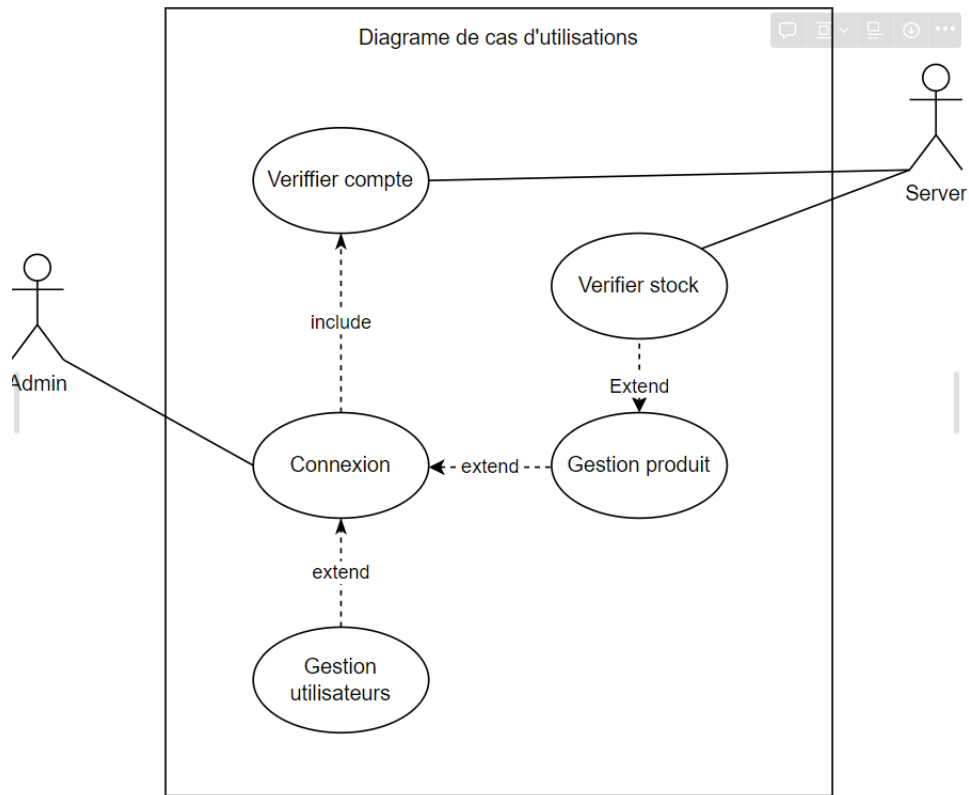 Diagrame de cas d'utilisations
Veriffier compte
Server
Verifier stock
include
Admin
Extend
Connexion
extend
Gestion produit
extend
Gestion
utilisateurs